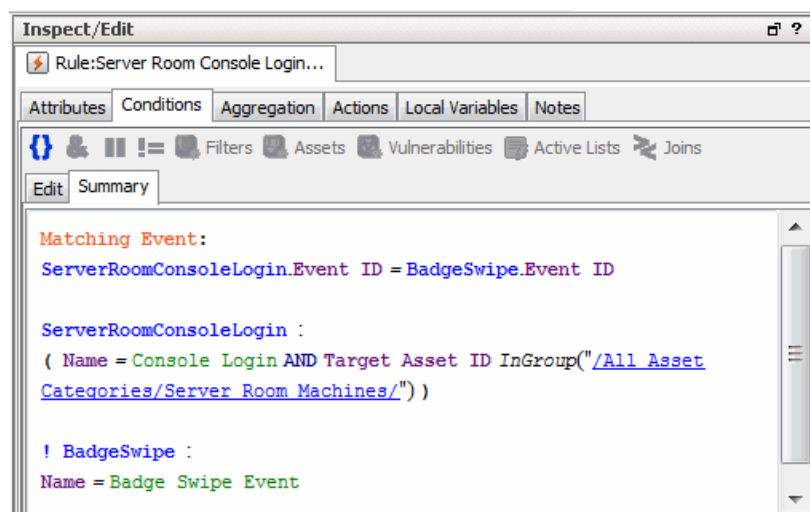 Inspect/Edit ?
Rule:Server Room Console Login...
Attributes Conditions Aggregation Actions Local Variables Notes
{} & != Filters Assets Vulnerabilities Active Lists Joins
Edit Summary
Matching Event:
ServerRoomConsoleLogin.Event ID = BadgeSwipe.Event ID
ServerRoomConsoleLogin :
( Name = Console Login AND Target Asset ID InGroup("/All Asset
Categories/Server Room Machines/") )
! BadgeSwipe :
Name = Badge Swipe Event